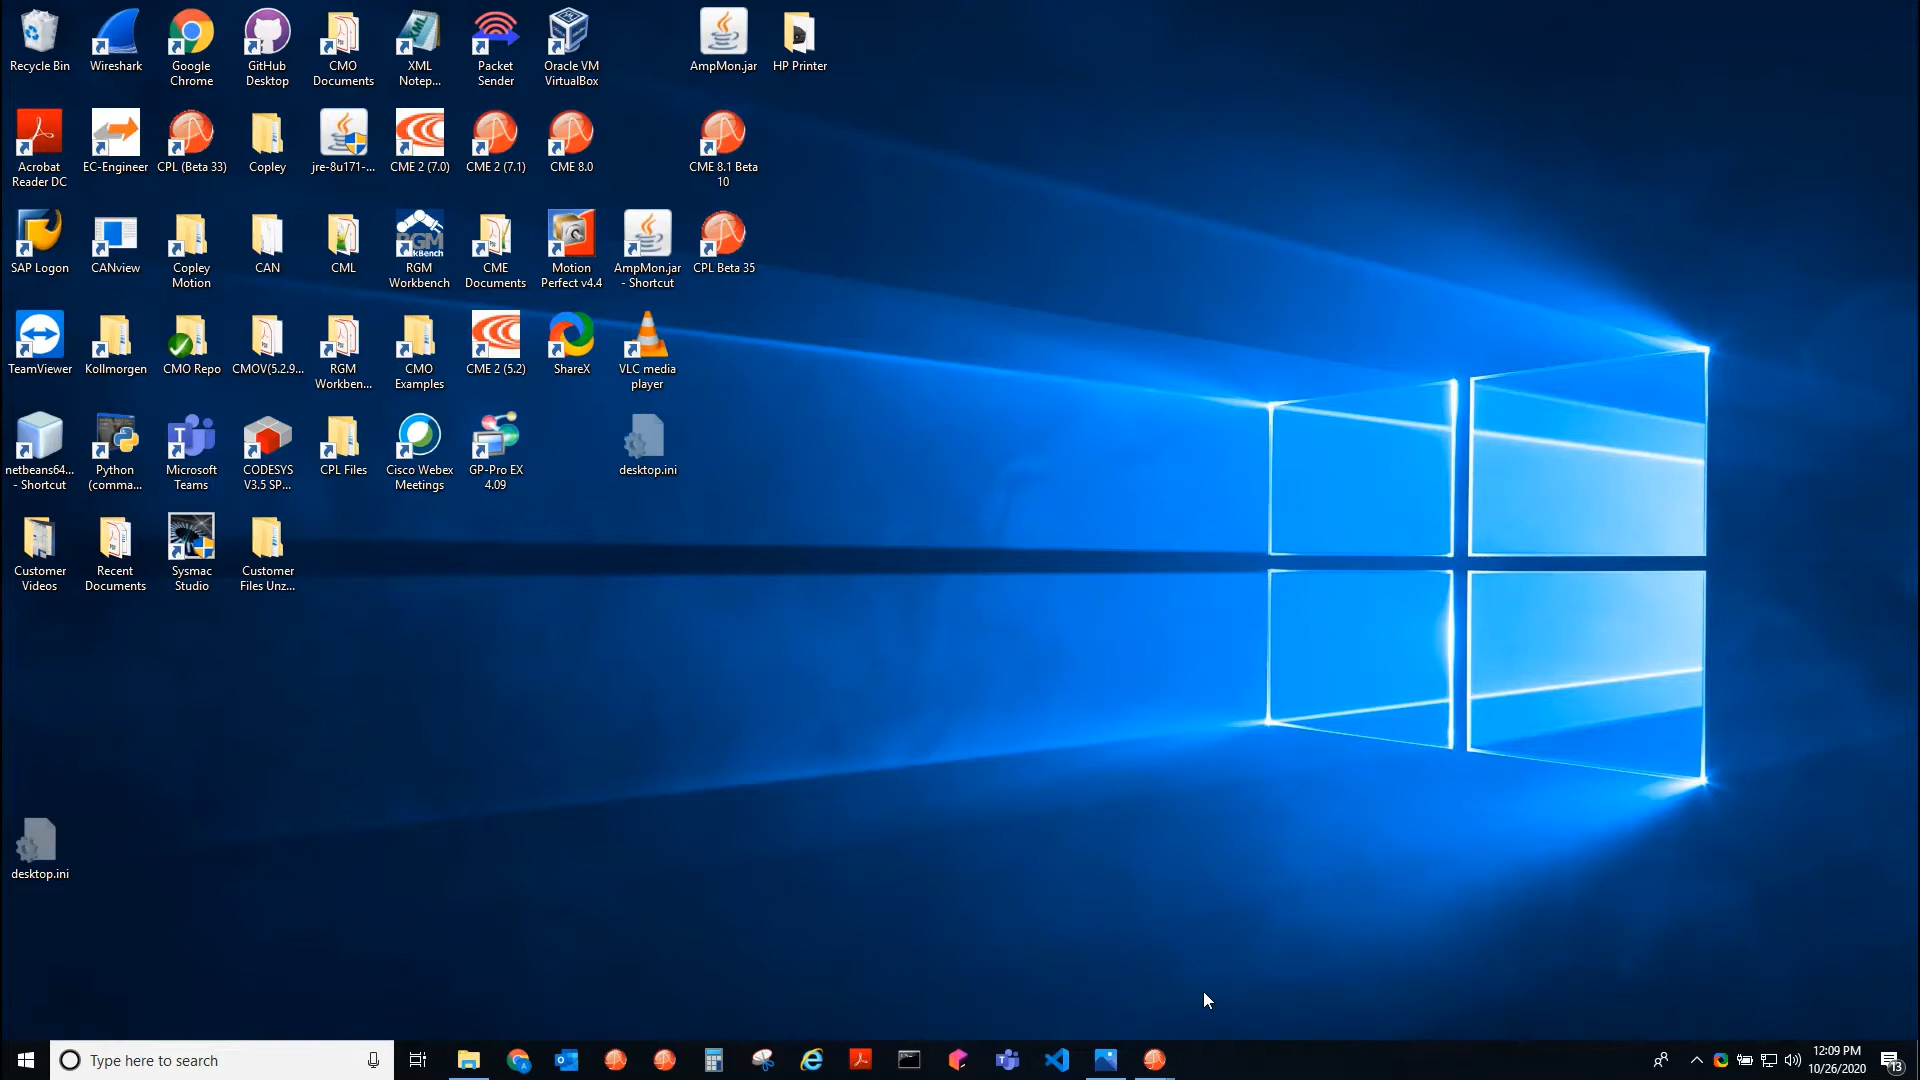 Recycle Bin
Wireshark
Google
Chrome
GitHub
Desktop
CMO
Documents
XML
Notep...
Packet
Sender
Oracle VM
VirtualBox
AmpMon.jar
HP Printer
Acrobat
Reader DC
EC-Engineer
CPL (Beta 33)
Copley
jre-8u171-...
CME 2 (7.0)
CME 2 (7.1)
CME 8.0
CME 8.1 Beta
10
SAP Logon
CANview
Copley
Motion
CAN
CML
RGM
Workbench
CME
Documents
Motion
Perfect v4.4
AmpMon.jar
- Shortcut
CPL Beta 35
TeamViewer
Kollmorgen
CMO Repo
CMOV(5.2.9...
RGM
Workben...
CMO
Examples
CME 2 (5.2)
ShareX
VLC media
player
netbeans64...
- Shortcut
Python
(comma...
Microsoft
Teams
CODESYS
V3.5 SP...
CPL Files
Cisco Webex
Meetings
GP-Pro EX
4.09
desktop.ini
Customer
Videos
Recent
Documents
Sysmac
Studio
Customer
Files Unz...
desktop.ini
Type here to search
12:09 PM
10/26/2020
13